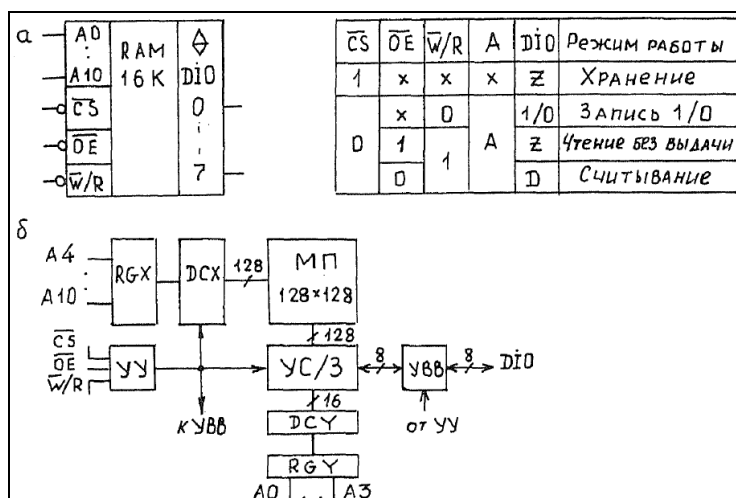 а
A0
RAM
◇
A10
16K
DIO
CS
0
OE
W/R
7
CS OE W/R A DIO Режим работы
1 x x x Z Хранение
0 x 0 A 1/0 Запись 1/0
1 1 Z Чтение без выдачи
0 D Считывание
б
A4
A10
RGX
DCX
128
МП
128×128
128
CS
OE
W/R
УУ
УС/З
8
УВВ
8
DIO
к УВВ
16
от УУ
DCY
RGY
A0 .. A3